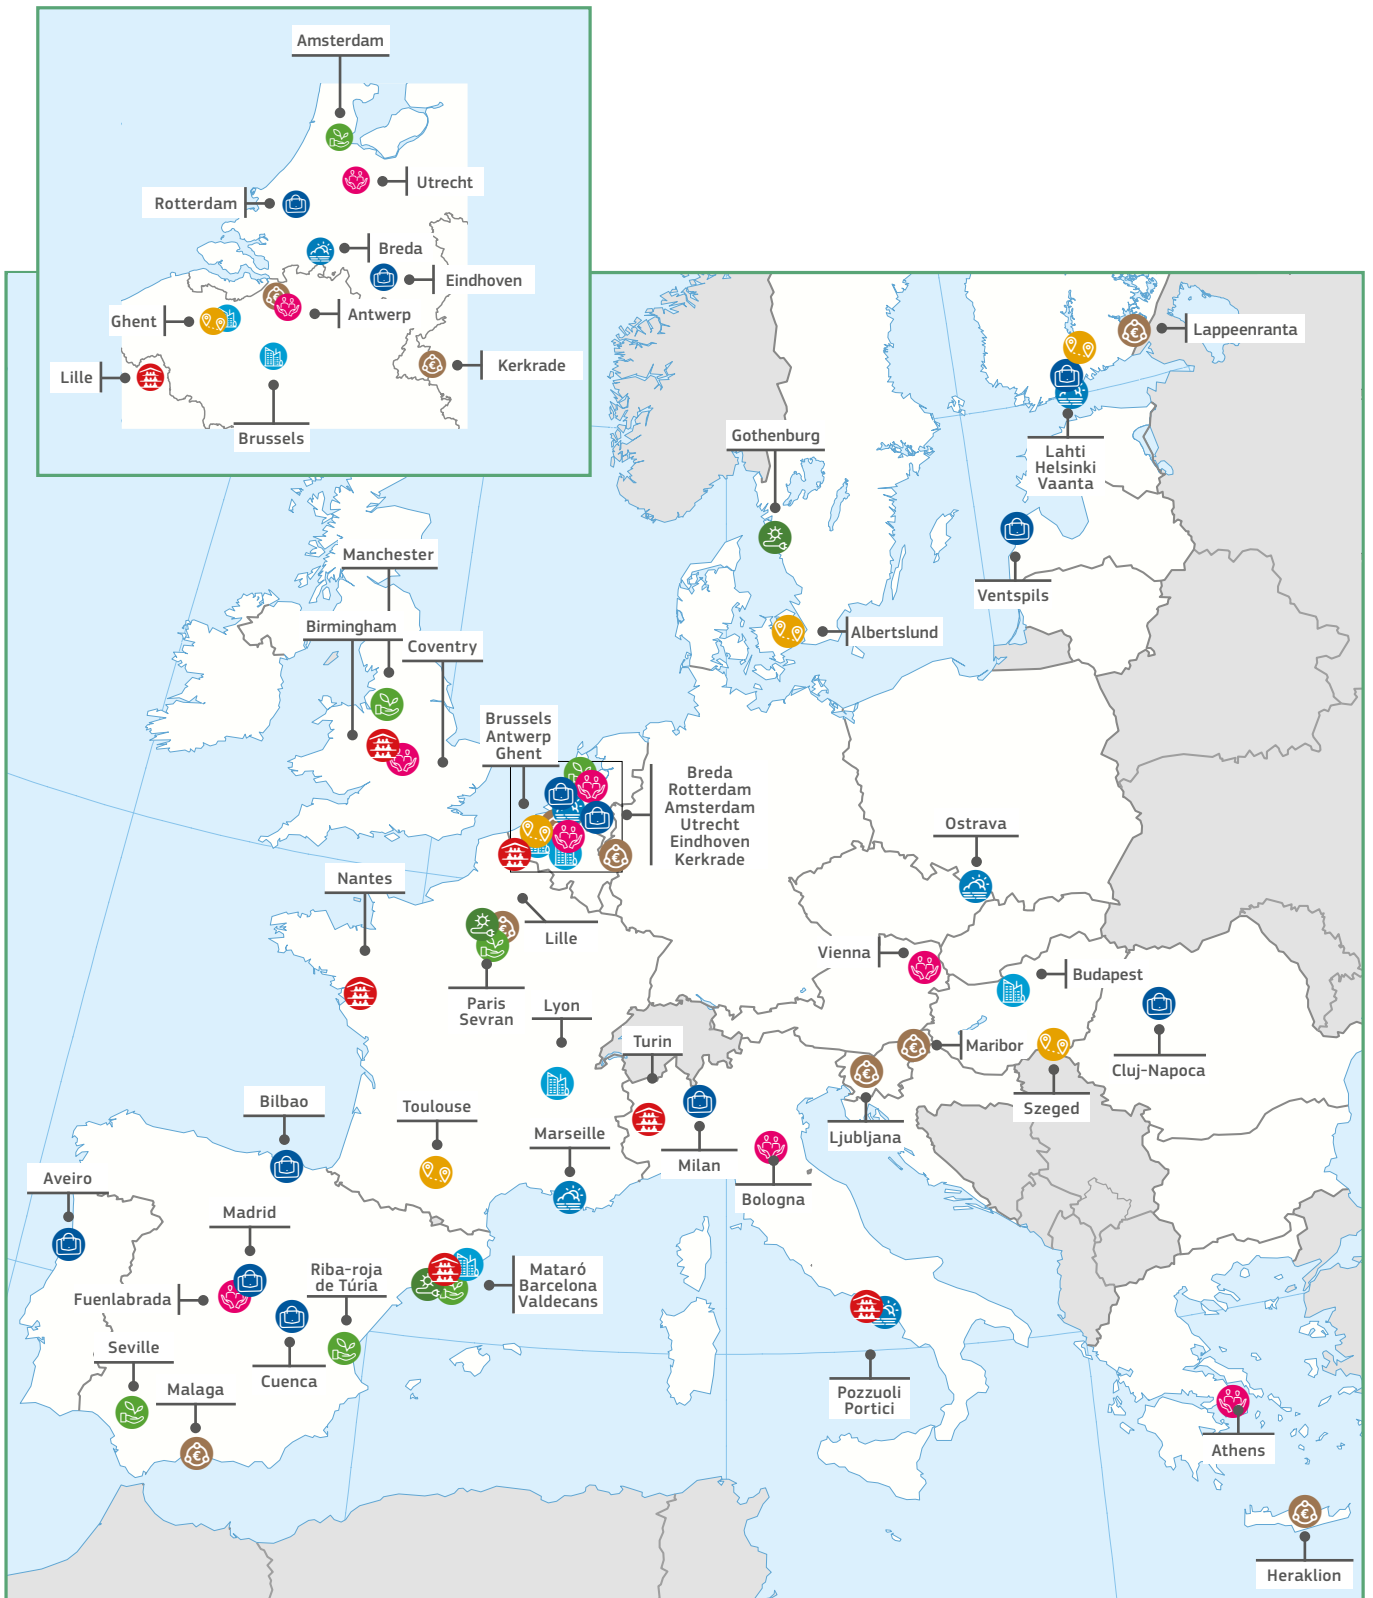 Amsterdam
Utrecht
Rotterdam
Breda
Eindhoven
Ghent
Antwerp
Lille
Kerkrade
Brussels
Lappeenranta
Gothenburg
Lahti
Helsinki
Vaanta
Manchester
Ventspils
Birmingham
Coventry
Albertslund
Brussels
Antwerp
Ghent
Breda
Rotterdam
Amsterdam
Utrecht
Eindhoven
Kerkrade
Ostrava
Nantes
Lille
Vienna
Budapest
Paris
Sevran
Lyon
Turin
Maribor
Cluj-Napoca
Szeged
Bilbao
Toulouse
Marseille
Ljubljana
Milan
Aveiro
Bologna
Madrid
Riba-roja
de Túria
Mataró
Barcelona
Valdecans
Fuenlabrada
Seville
Cuenca
Malaga
Pozzuoli
Portici
Athens
Heraklion